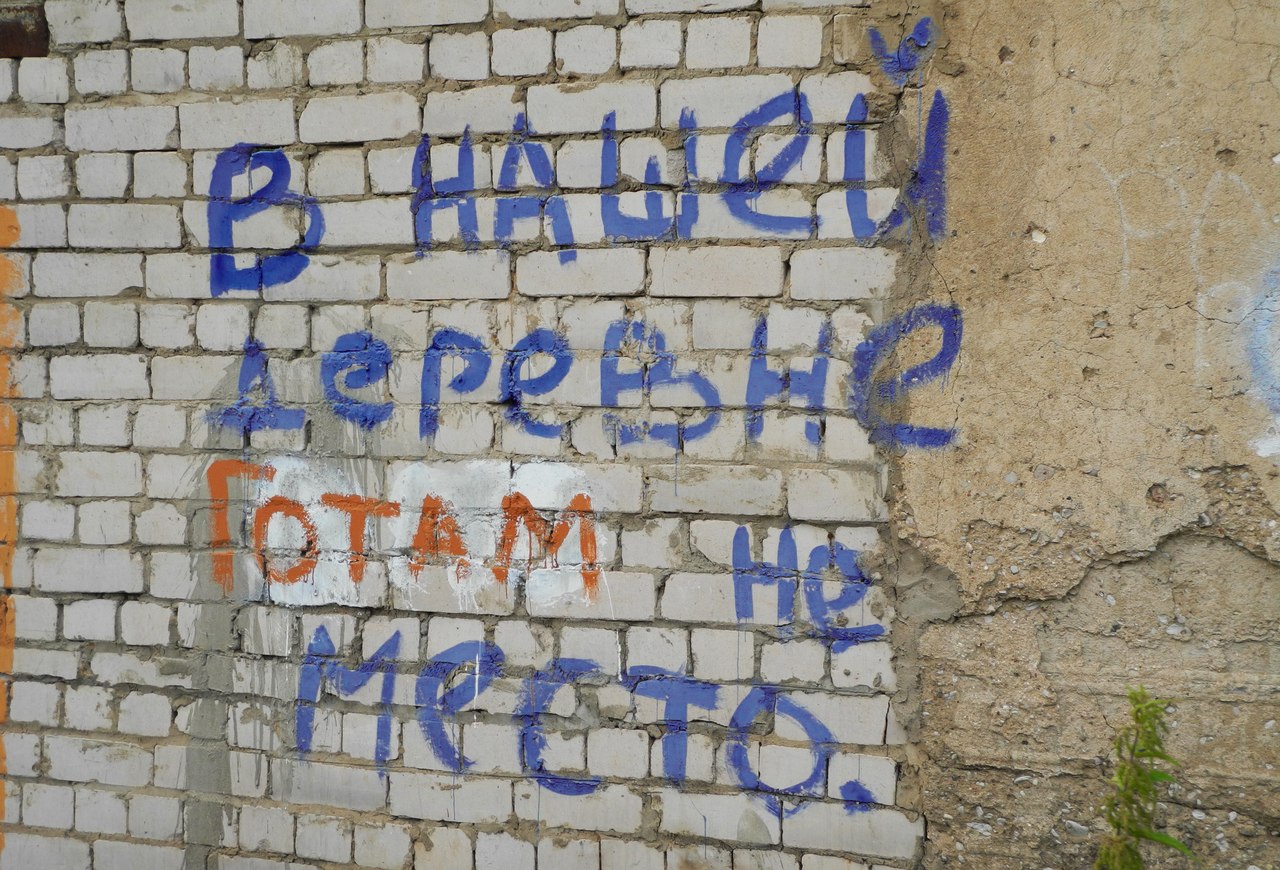 В нашей
деревне
Готам не
место.